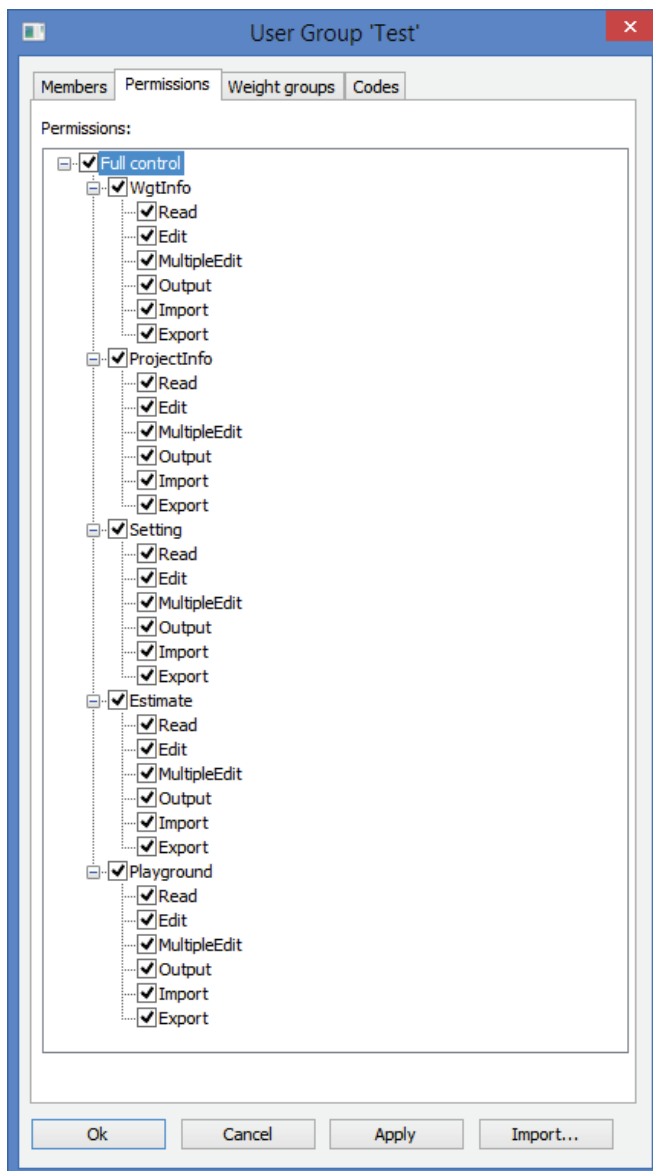 User Group 'Test'
Members Permissions Weight groups Codes
Permissions:
Full control
WgtInfo
Read
Edit
MultipleEdit
Output
Import
Export
ProjectInfo
Read
Edit
MultipleEdit
Output
Import
Export
Setting
Read
Edit
MultipleEdit
Output
Import
Export
Estimate
Read
Edit
MultipleEdit
Output
Import
Export
Playground
Read
Edit
MultipleEdit
Output
Import
Export
Ok Cancel Apply Import...